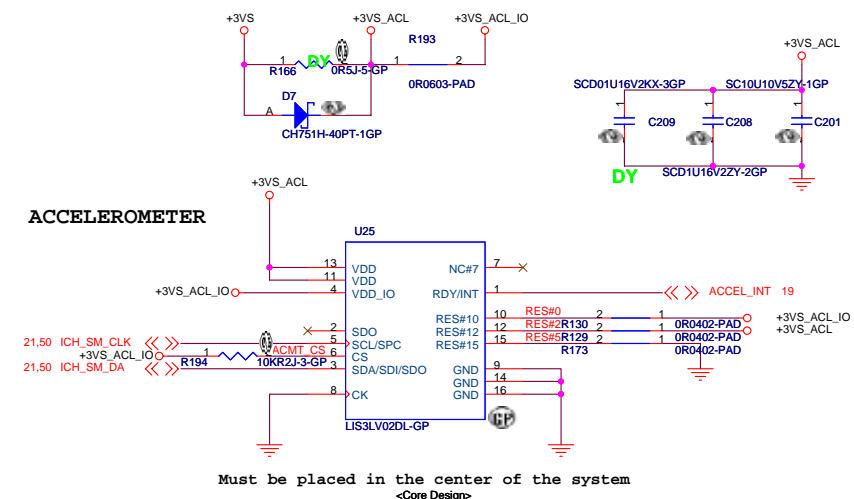 +3VS +3VS_ACL +3VS_ACL_IO
R193
1 2
R166 DY 0R5J-5-GP
1 2
0R0603-PAD
D7
A
CH751H-40PT-1GP
+3VS_ACL
SCD01U16V2KX-3GP SC10U10V5ZY-1GP
1 C209 1 C208 1 C201
DY SCD1U16V2ZY-2GP
+3VS_ACL
ACCELEROMETER
U25
13 VDD
11 VDD
4 VDD_IO
+3VS_ACL_IO
NC#7 7
RDY/INT 1
ACCEL_INT 19
2 SDO
5 SCL/SPC
6 CS
3 SDA/SDI/SDO
8 CK
RES#10 10 RES#0 R130 2 1 0R0402-PAD +3VS_ACL_IO
RES#12 12 RES#2 R129 2 1 0R0402-PAD +3VS_ACL
RES#15 15 RES#5 R173 2 1 0R0402-PAD
GND 9
GND 14
GND 16
21,50 ICH_SM_CLK
+3VS_ACL_IO 1 ACMT_CS
R194 10KR2J-3-GP
21,50 ICH_SM_DA
LIS3LV02DL-GP
GP
Must be placed in the center of the system
<Core Design>